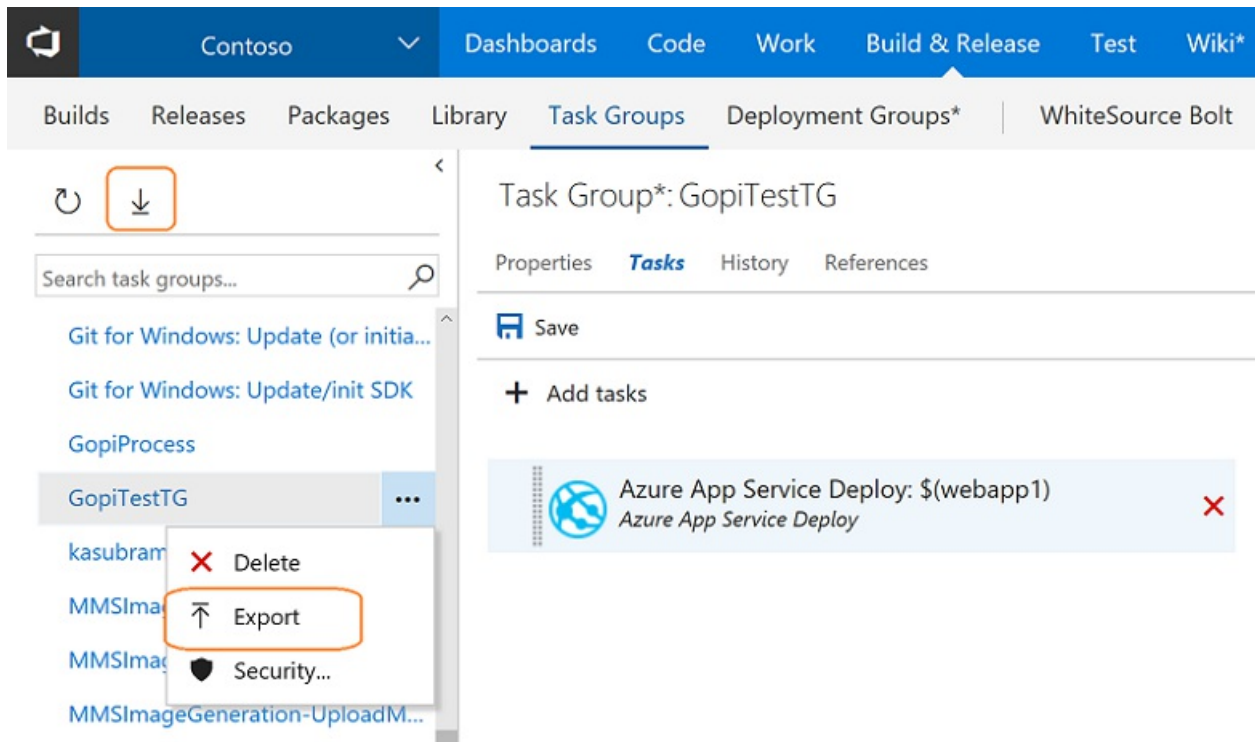 Contoso
Dashboards Code Work Build & Release Test Wiki*
Builds Releases Packages Library Task Groups Deployment Groups* WhiteSource Bolt
Task Group*: GopiTestTG
Search task groups...
Properties Tasks History References
Git for Windows: Update (or initia...
Save
Git for Windows: Update/init SDK
Add tasks
GopiProcess
GopiTestTG
Azure App Service Deploy: $(webapp1)
Azure App Service Deploy
kasubram
Delete
MMSIma
Export
MMSIma
Security...
MMSImageGeneration-UploadM...